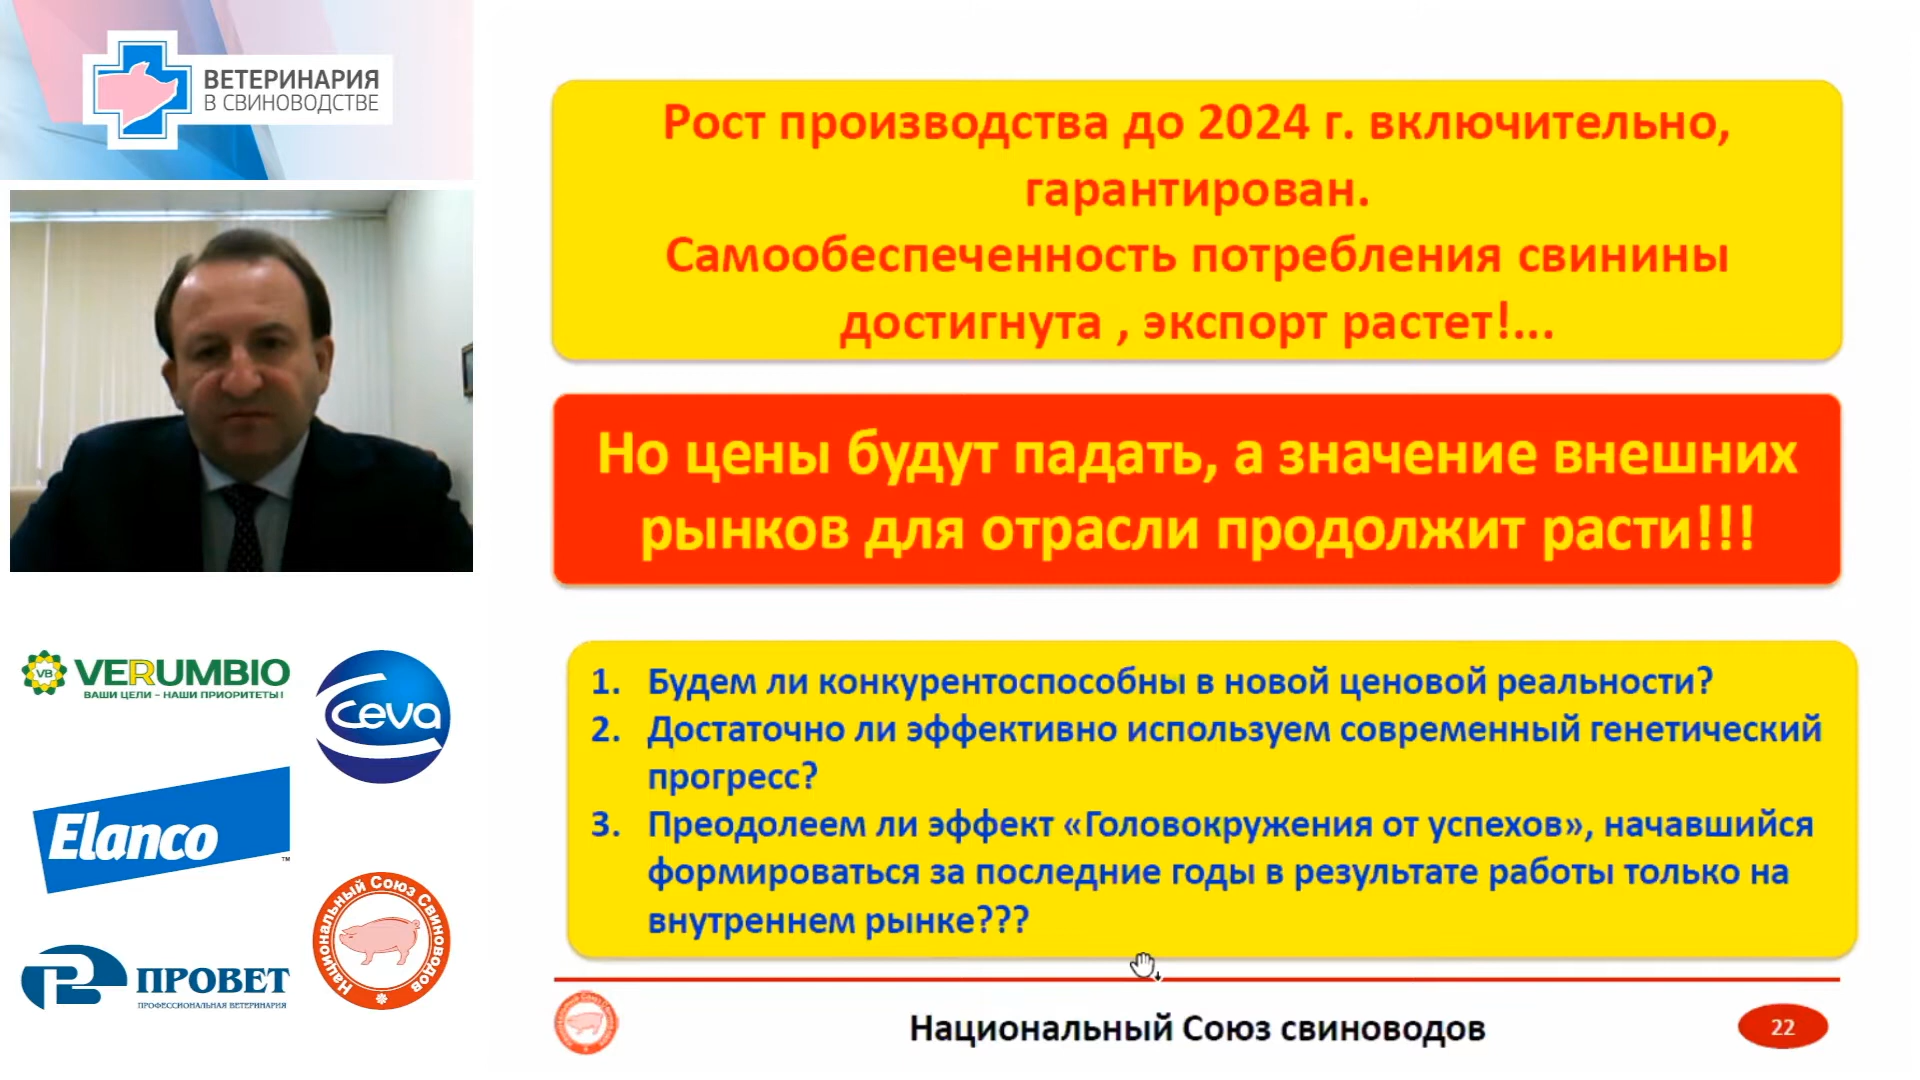 ВЕТЕРИНАРИЯ
В СВИНОВОДСТВЕ
Рост производства до 2024 г. включительно,
гарантирован.
Самообеспеченность потребления свинины
достигнута , экспорт растет!...
Но цены будут падать, а значение внешних
рынков для отрасли продолжит расти!!!
1. Будем ли конкурентоспособны в новой ценовой реальности?
2. Достаточно ли эффективно используем современный генетический
прогресс?
3. Преодолеем ли эффект «Головокружения от успехов», начавшийся
формироваться за последние годы в результате работы только на
внутреннем рынке???
Национальный Союз свиноводов
22
VB
VERUMBIO
ВАШИ ЦЕЛИ – НАШИ ПРИОРИТЕТЫ!
Ceva
Elanco
™
Национальный Союз Свиноводов
ПРОВЕТ
ПРОФЕССИОНАЛЬНАЯ ВЕТЕРИНАРИЯ